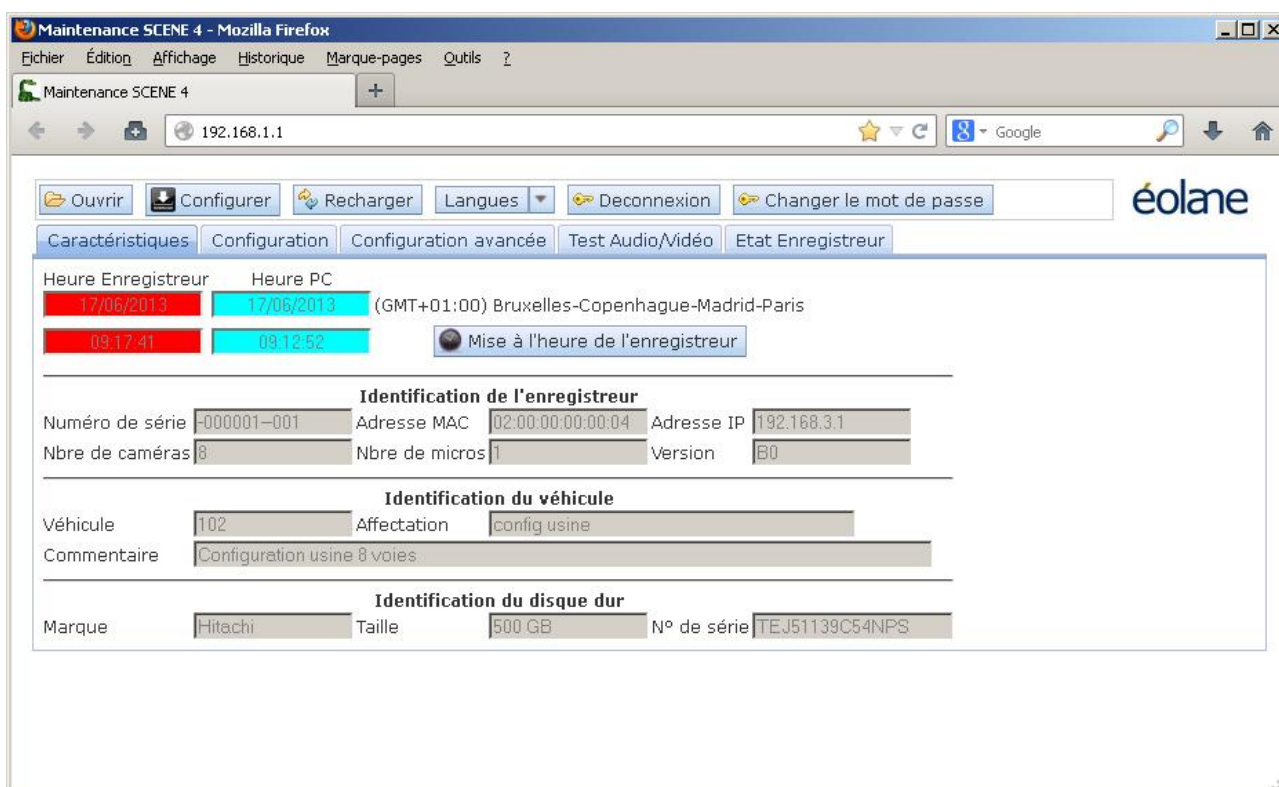 Maintenance SCENE 4 - Mozilla Firefox
Fichier Édition Affichage Historique Marque-pages Outils ?
Maintenance SCENE 4 +
192.168.1.1 Google
Ouvrir Configurer Recharger Langues Deconnexion Changer le mot de passe éolane
Caractéristiques Configuration Configuration avancée Test Audio/Vidéo Etat Enregistreur
Heure Enregistreur Heure PC
17/06/2013 17/06/2013 (GMT+01:00) Bruxelles-Copenhague-Madrid-Paris
09:17:41 09:12:52 Mise à l'heure de l'enregistreur
Identification de l'enregistreur
Numéro de série -000001--001 Adresse MAC 02:00:00:00:00:04 Adresse IP 192.168.3.1
Nbre de caméras 8 Nbre de micros 1 Version B0
Identification du véhicule
Véhicule 102 Affectation config usine
Commentaire Configuration usine 8 voies
Identification du disque dur
Marque Hitachi Taille 500 GB Nº de série TEJ51139C54NPS